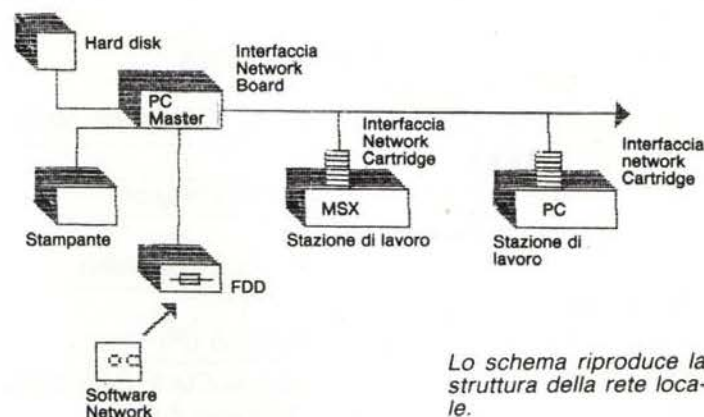 Hard disk
Interfaccia
Network
Board
PC
Master
Interfaccia
Network
Cartridge
Interfaccia
network
Cartridge
Stampante
MSX
Stazione di lavoro
PC
Stazione di
lavoro
FDD
Software
Network
Lo schema riproduce la
struttura della rete loca-
le.